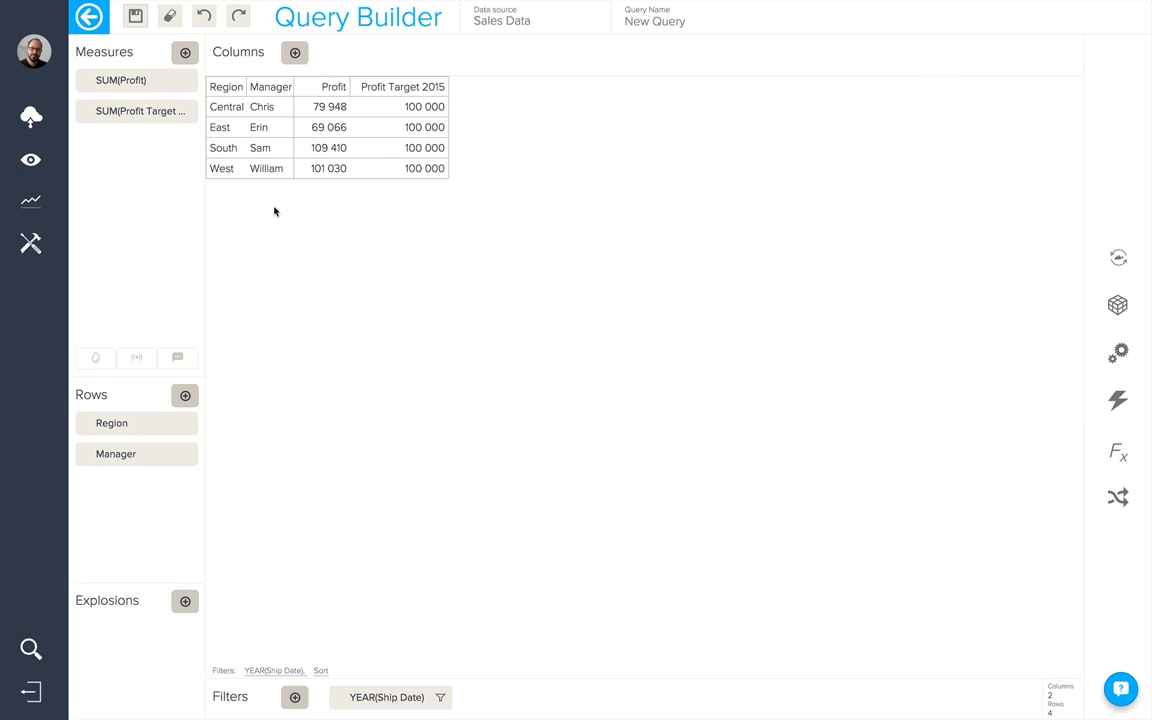 Query Builder
Data source
Sales Data
Query Name
New Query
Measures
SUM(Profit)
SUM(Profit Target ...
Columns
Region Manager Profit Profit Target 2015
Central Chris 79 948 100 000
East Erin 69 066 100 000
South Sam 109 410 100 000
West William 101 030 100 000
Rows
Region
Manager
Explosions
Fx
Filters: YEAR(Ship Date), Sort
Filters
YEAR(Ship Date)
Columns
2
Rows
4
?